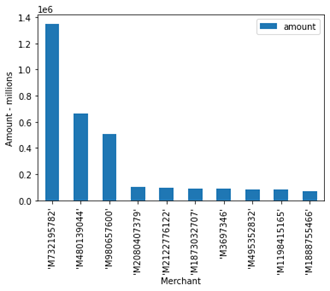 1e6
1.4
1.2
1.0
0.8
0.6
0.4
0.2
0.0
Amount - millions
amount
'M732195782'
'M480139044'
'M980657600'
'M2080407379'
'M2122776122'
'M1873032707'
'M3697346'
'M495352832'
'M1198415165'
'M1888755466'
Merchant